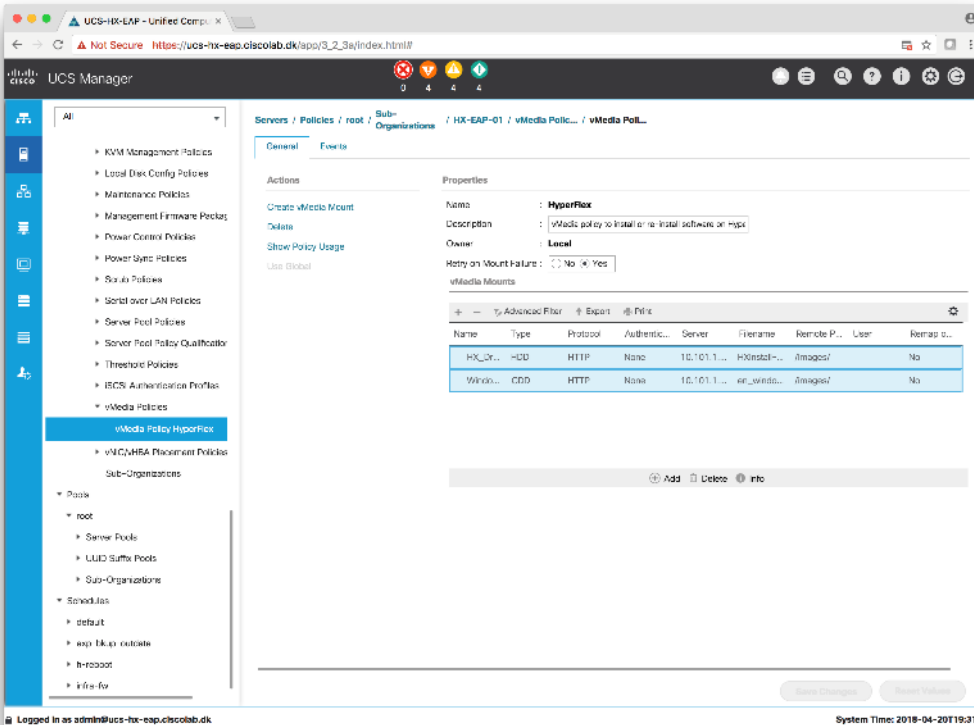 UCS-HX-EAP - Unified Compu
Not Secure https://ucs-hx-eap.ciscolab.dk/app/3_2_3a/index.html#
CISCO UCS Manager
0 4 4 4
All
Servers / Policies / root / Sub-Organizations / HX-EAP-01 / vMedia Polic... / vMedia Poli...
General Events
KVM Management Policies
Local Disk Config Policies
Maintenance Policies
Management Firmware Packag
Power Control Policies
Power Sync Policies
Scrub Policies
Serial over LAN Policies
Server Pool Policies
Server Pool Policy Qualification
Threshold Policies
iSCSI Authentication Profiles
vMedia Policies
vMedia Policy HyperFlex
vNIC/vHBA Placement Policies
Sub-Organizations
Pools
root
Server Pools
UUID Suffix Pools
Sub-Organizations
Schedules
default
exp bkup outdate
fi-reboot
infra-fw
Actions
Create vMedia Mount
Delete
Show Policy Usage
Use Global
Properties
Name : HyperFlex
Description : vMedia policy to install or re-install software on Hype
Owner : Local
Retry on Mount Failure : No Yes
vMedia Mounts
+ − Advanced Filter Export Print
Name Type Protocol Authentic... Server Filename Remote P... User Remap o...
HX_Dr... HDD HTTP None 10.101.1.... HXInstall-... /images/ No
Windo... CDD HTTP None 10.101.1.... en_windo... /images/ No
Add Delete Info
Save Changes Reset Values
Logged in as admin@ucs-hx-eap.ciscolab.dk
System Time: 2018-04-20T19:31